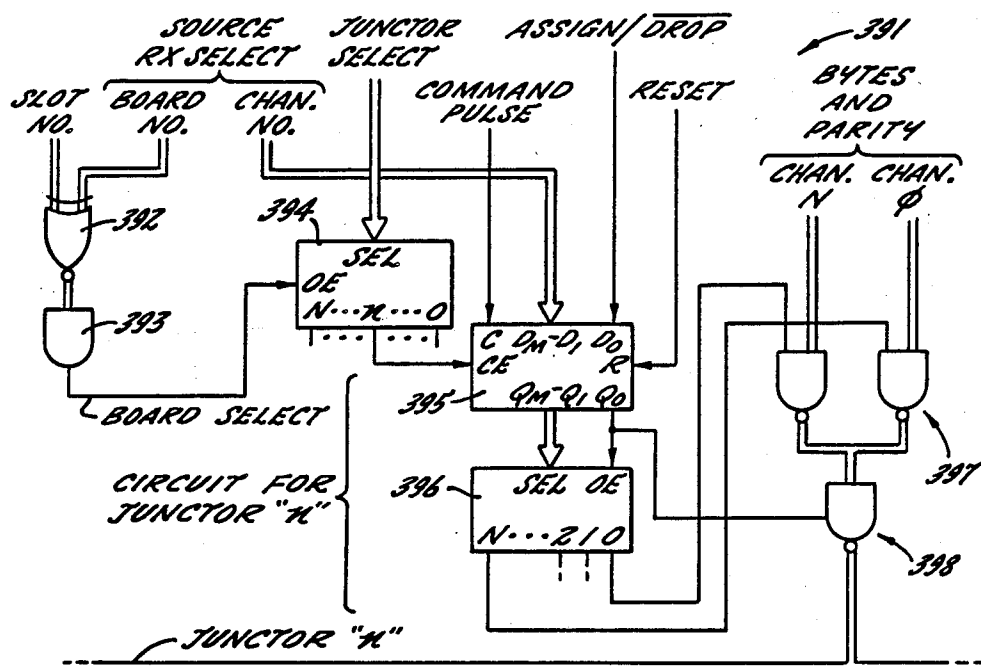 SOURCE
RX SELECT
JUNCTOR
SELECT
ASSIGN/DROP
391
SLOT
NO.
BOARD
NO.
CHAN.
NO.
COMMAND
PULSE
RESET
BYTES
AND
PARITY
CHAN.
N
CHAN.
φ
392
394
SEL
OE
N···n···0
393
C DM-D1 D0
CE R
QM-Q1 Q0
395
BOARD SELECT
397
CIRCUIT FOR
JUNCTOR "n"
396
SEL OE
N···2 1 0
398
JUNCTOR "n"